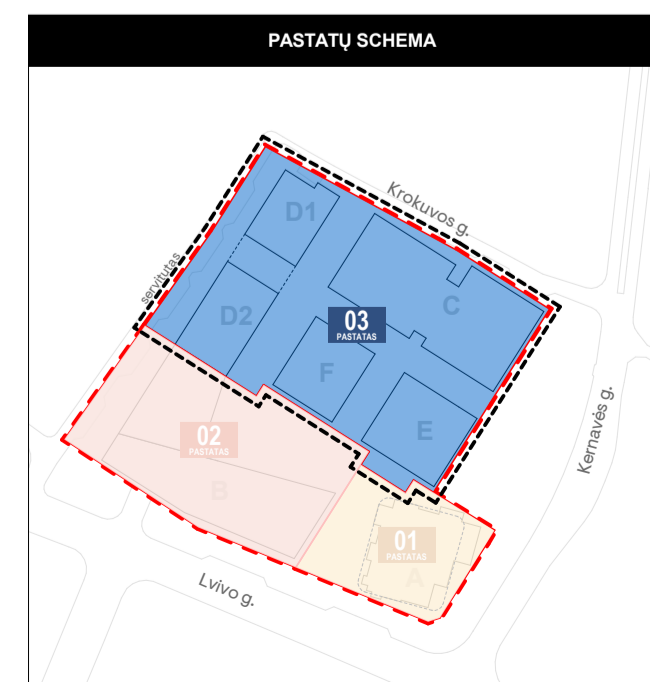 PASTATŲ SCHEMA
Krokuvos g.
D1
servitutas
C
D2
03
PASTATAS
F
E
Kernavės g.
02
PASTATAS
B
01
PASTATAS
A
Lvivo g.